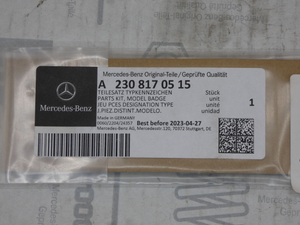 Mercedes-Benz Original-Teile/Geprüfte Qualität
A 230 817 05 15
TEILESATZ TYPKENNZEICHEN Stück
PARTS KIT, MODEL BADGE unit
JEU PCES DESIGNATION TYPE unité
J.PIEZ.DISTINT.MODELO. unidad
1
Mercedes-Benz
Made in GERMANY
Best before 2023-04-27
Mercedes-Benz AG, Mercedesstr.120, 70372 Stuttgart, DE